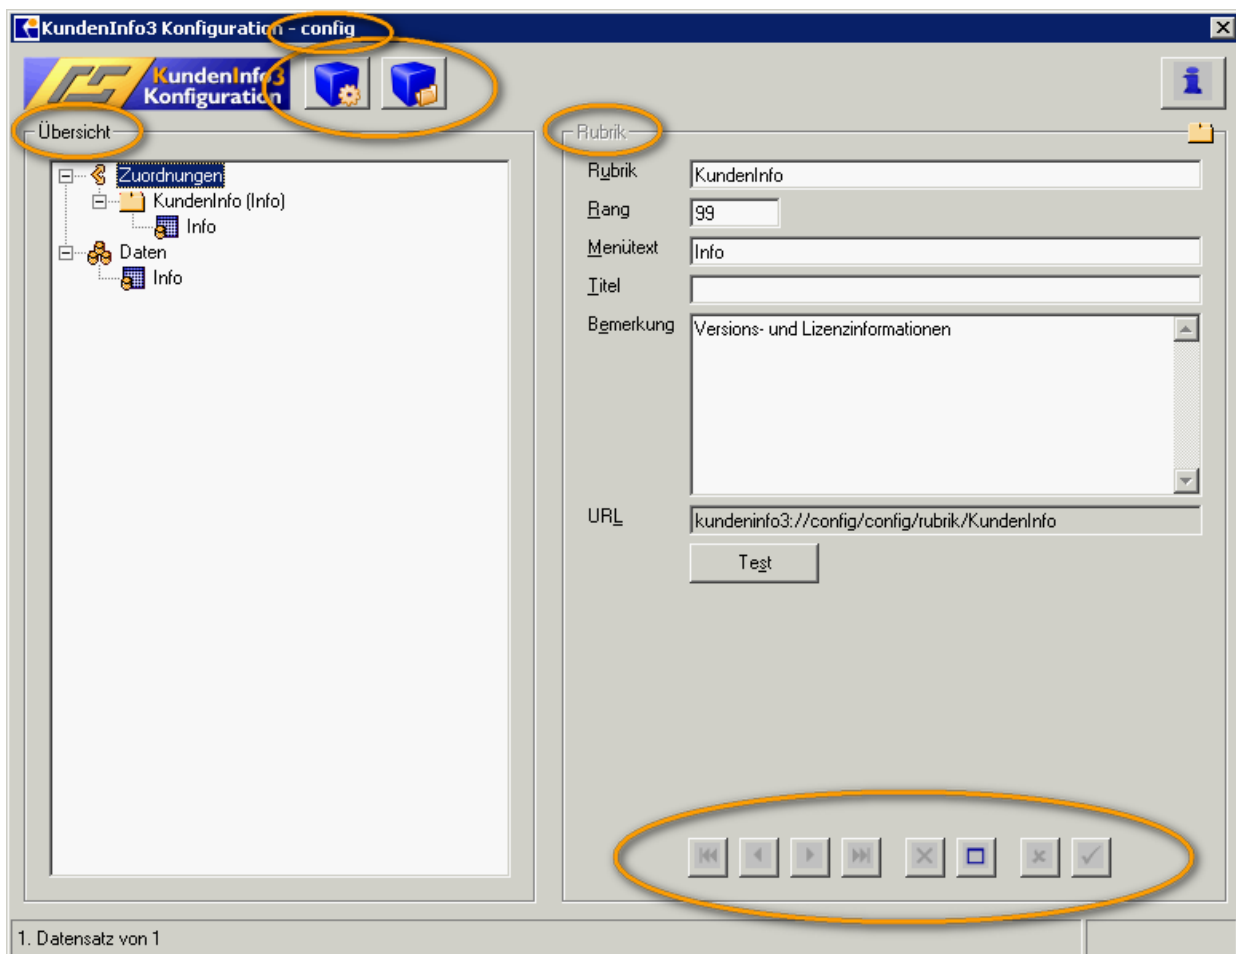 KundenInfo3 Konfiguration - config
KundenInfo3
Konfiguration
Übersicht
Zuordnungen
KundenInfo (Info)
Info
Daten
Info
Rubrik
Rubrik KundenInfo
Rang 99
Menütext Info
Titel
Bemerkung Versions- und Lizenzinformationen
URL kundeninfo3://config/config/rubrik/KundenInfo
Test
1. Datensatz von 1